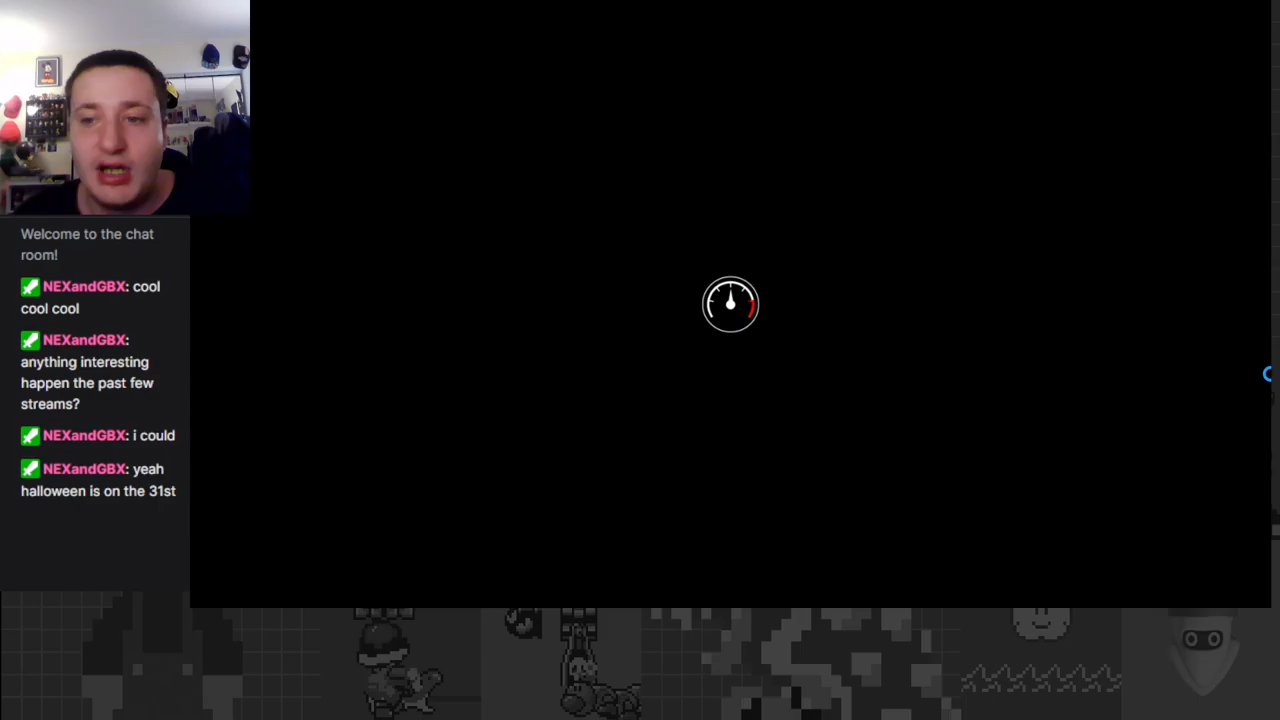 Welcome to the chat
room!
NEXandGBX: cool
cool cool
NEXandGBX:
anything interesting
happen the past few
streams?
NEXandGBX: i could
NEXandGBX: yeah
halloween is on the 31st